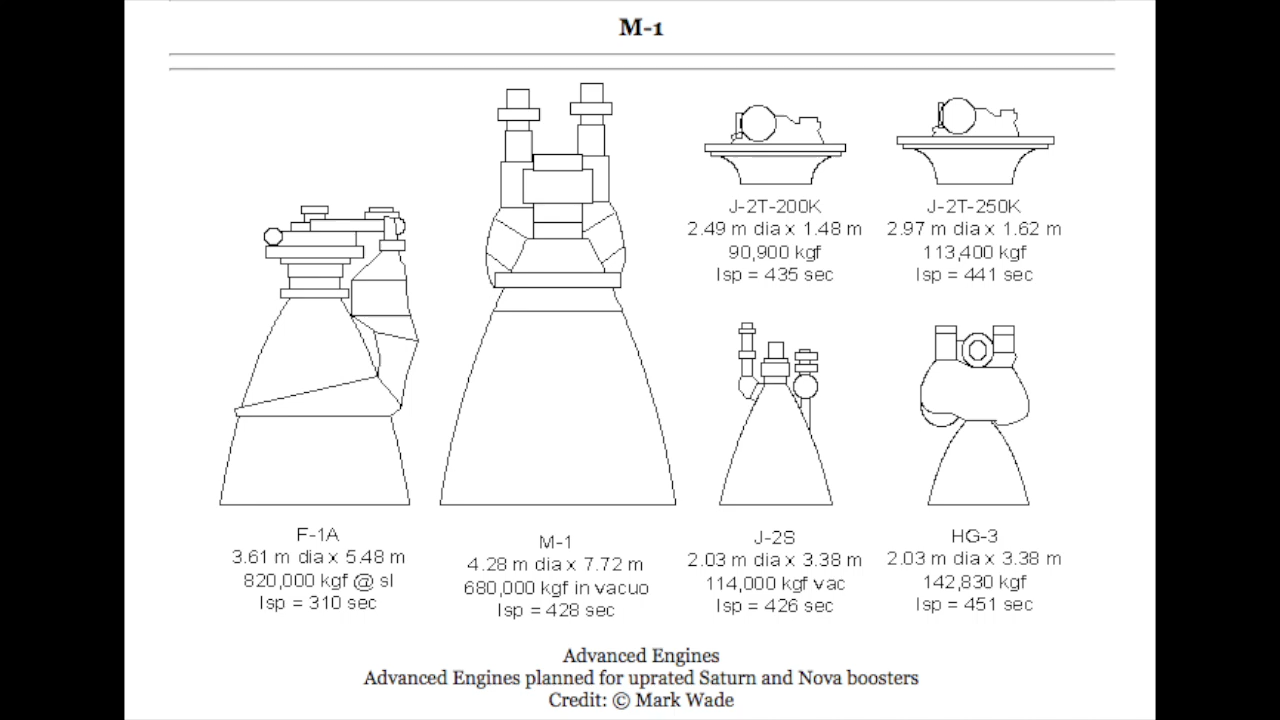 M-1
J-2T-200K
2.49 m dia x 1.48 m
90,900 kgf
Isp = 435 sec
J-2T-250K
2.97 m dia x 1.62 m
113,400 kgf
Isp = 441 sec
F-1A
3.61 m dia x 5.48 m
820,000 kgf @ sl
Isp = 310 sec
M-1
4.28 m dia x 7.72 m
680,000 kgf in vacuo
Isp = 428 sec
J-2S
2.03 m dia x 3.38 m
114,000 kgf vac
Isp = 426 sec
HG-3
2.03 m dia x 3.38 m
142,830 kgf
Isp = 451 sec
Advanced Engines
Advanced Engines planned for uprated Saturn and Nova boosters
Credit: © Mark Wade